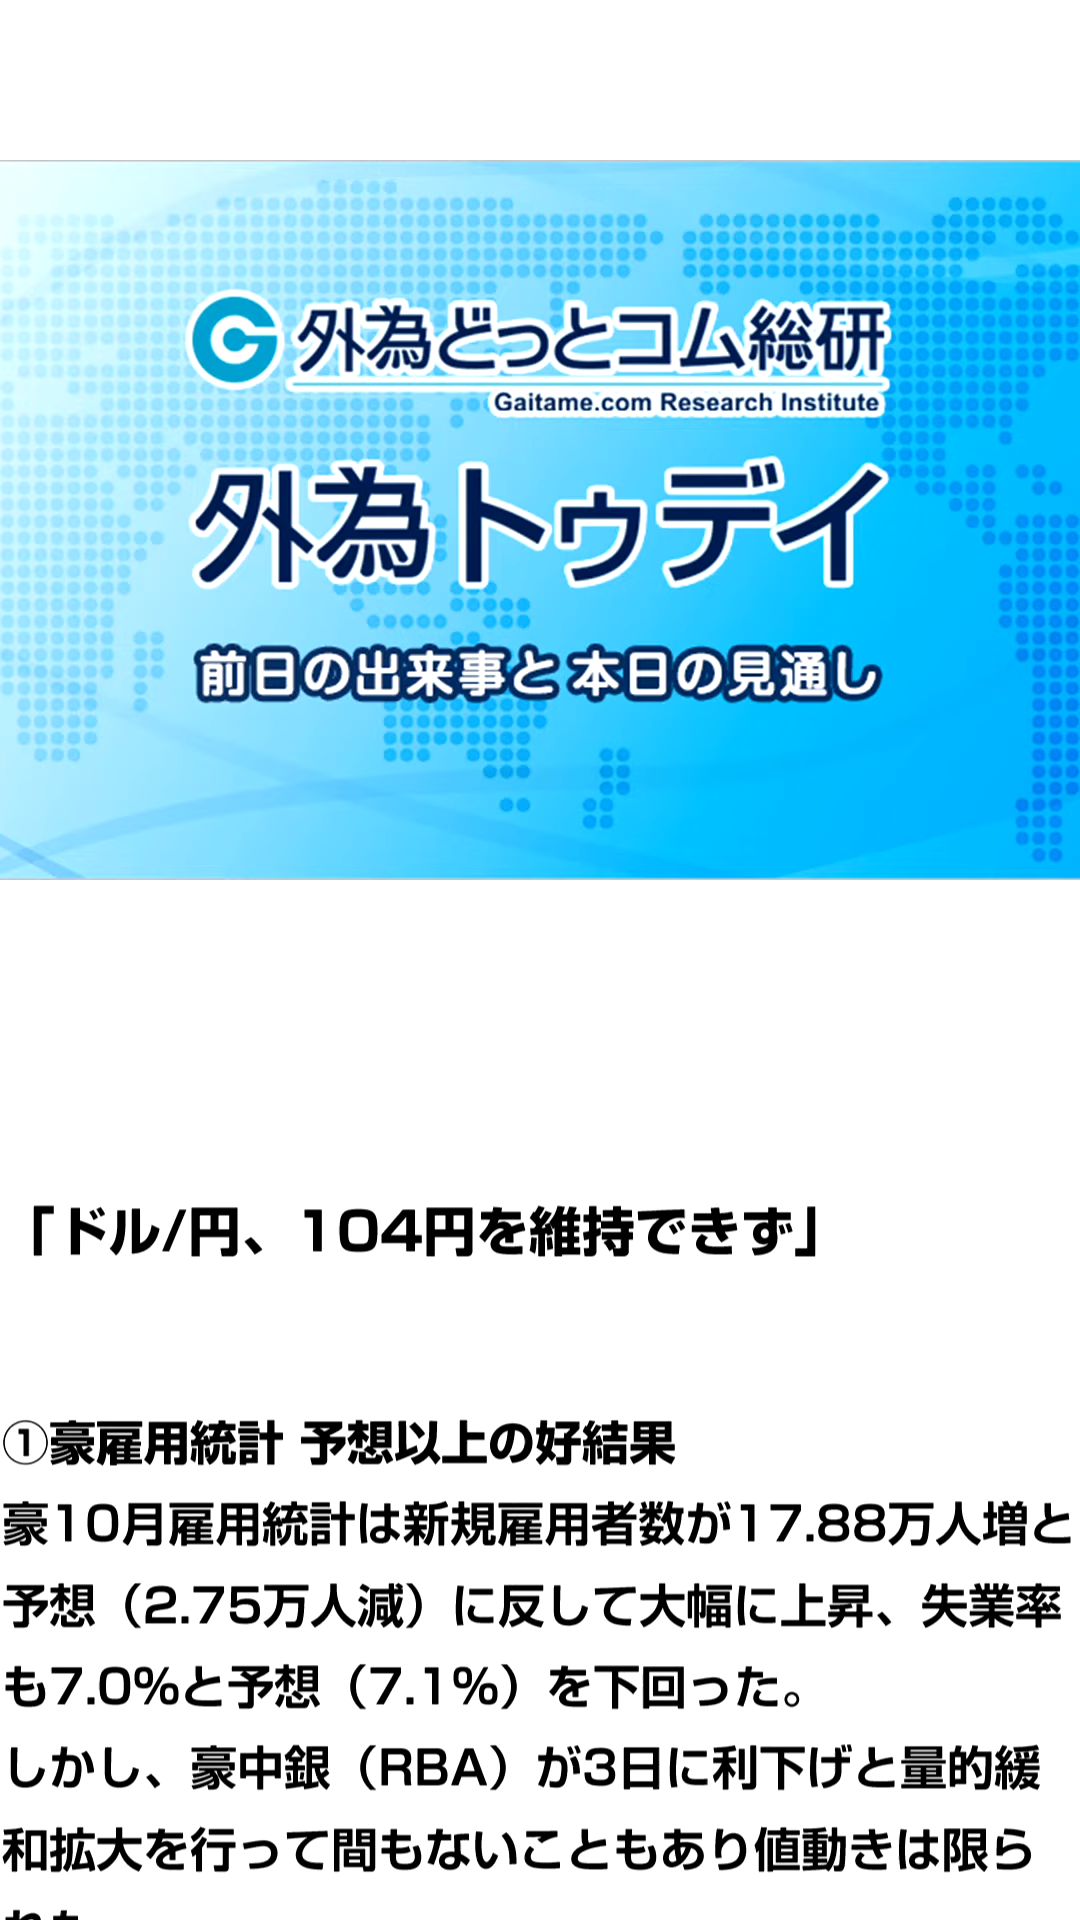 外為どっとコム総研
Gaitame.com Research Institute
外為トゥデイ
前日の出来事と 本日の見通し
「ドル/円、104円を維持できず」
①豪雇用統計 予想以上の好結果
豪10月雇用統計は新規雇用者数が17.88万人増と
予想（2.75万人減）に反して大幅に上昇、失業率
も7.0%と予想（7.1%）を下回った。
しかし、豪中銀（RBA）が3日に利下げと量的緩
和拡大を行って間もないこともあり値動きは限ら